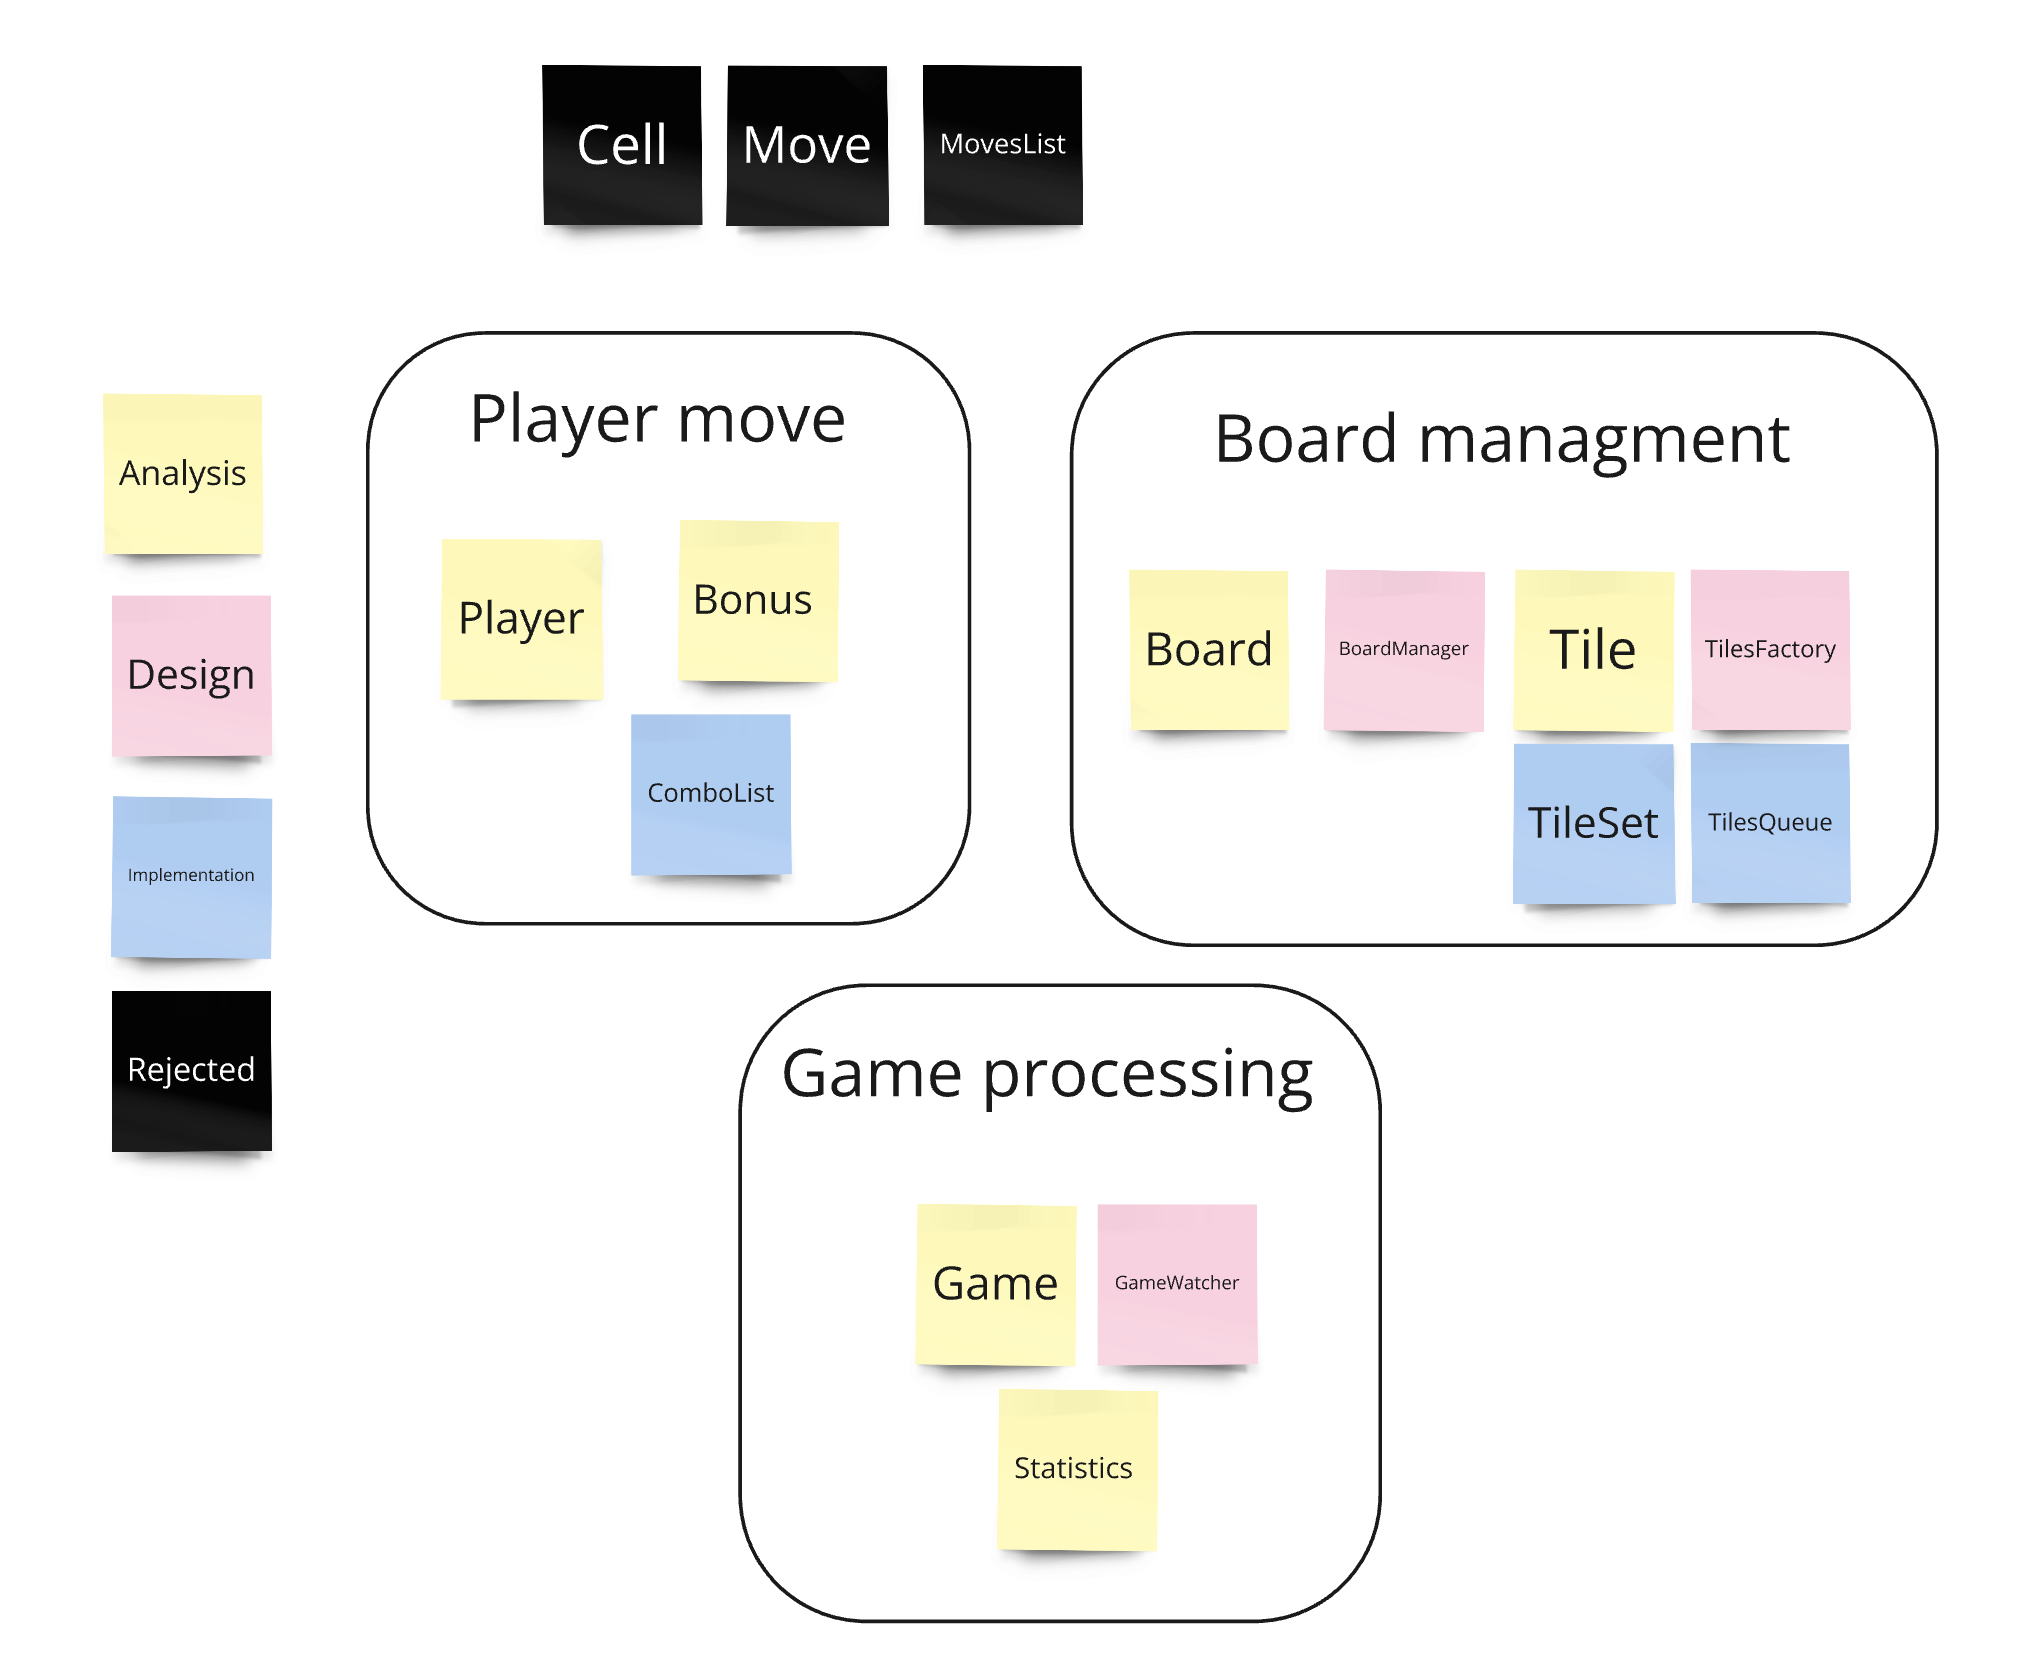 Cell
Move
MovesList
Analysis
Design
Implementation
Rejected
Player move
Player
Bonus
ComboList
Board managment
Board
BoardManager
Tile
TilesFactory
TileSet
TilesQueue
Game processing
Game
GameWatcher
Statistics